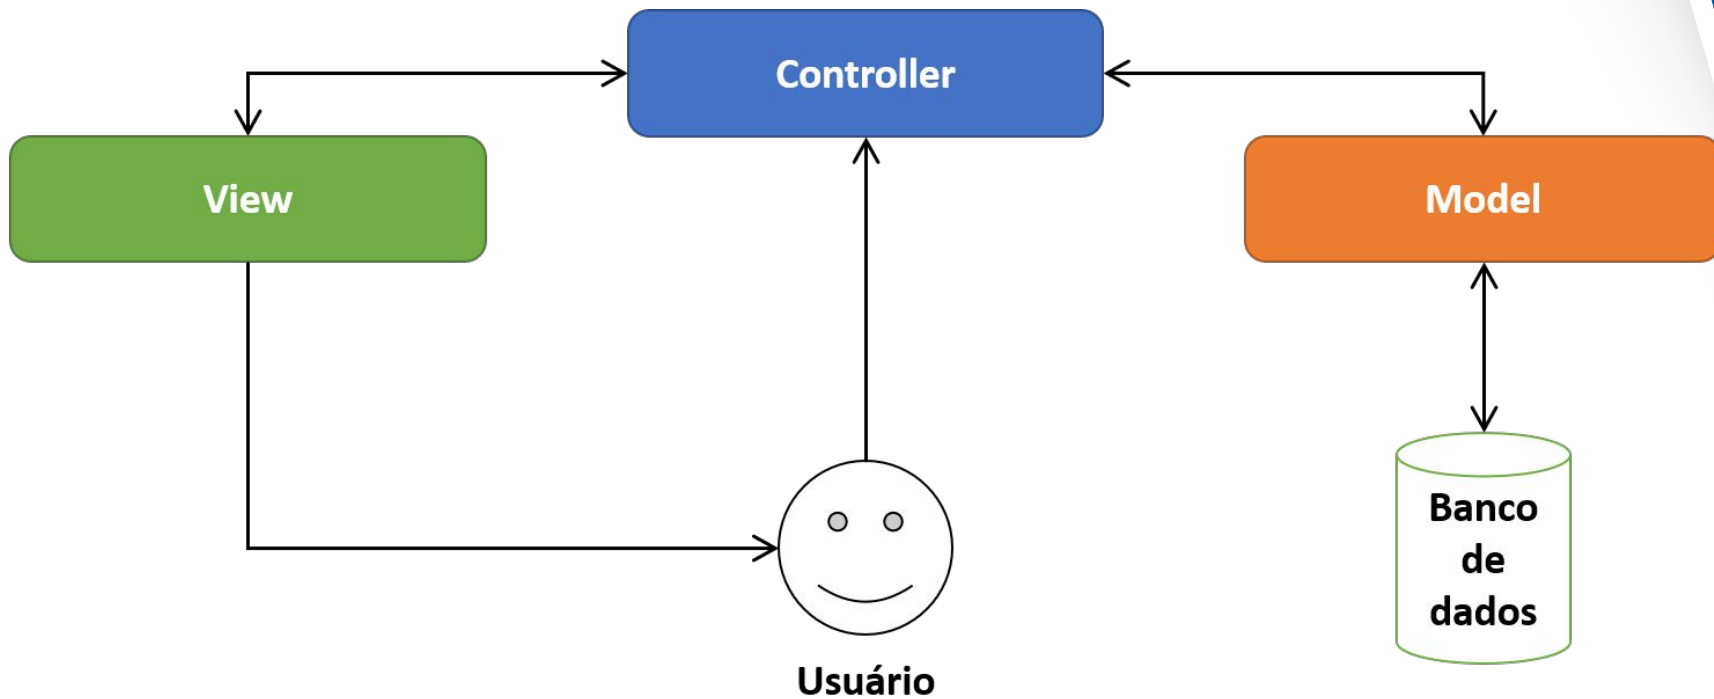 Controller
View
Model
Banco
de
dados
Usuário